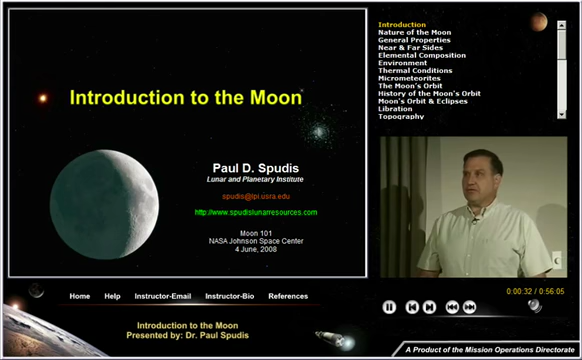 Introduction to the Moon
Paul D. Spudis
Lunar and Planetary Institute
spudis@lpi.usra.edu
http://www.spudislunarresources.com
Moon 101
NASA Johnson Space Center
4 June, 2008
Introduction
Nature of the Moon
General Properties
Near & Far Sides
Elemental Composition
Environment
Thermal Conditions
Micrometeorites
The Moon's Orbit
History of the Moon's Orbit
Moon's Orbit & Eclipses
Libration
Topography
0:00:32 / 0:56:05
Home Help Instructor-Email Instructor-Bio References
Introduction to the Moon
Presented by: Dr. Paul Spudis
A Product of the Mission Operations Directorate